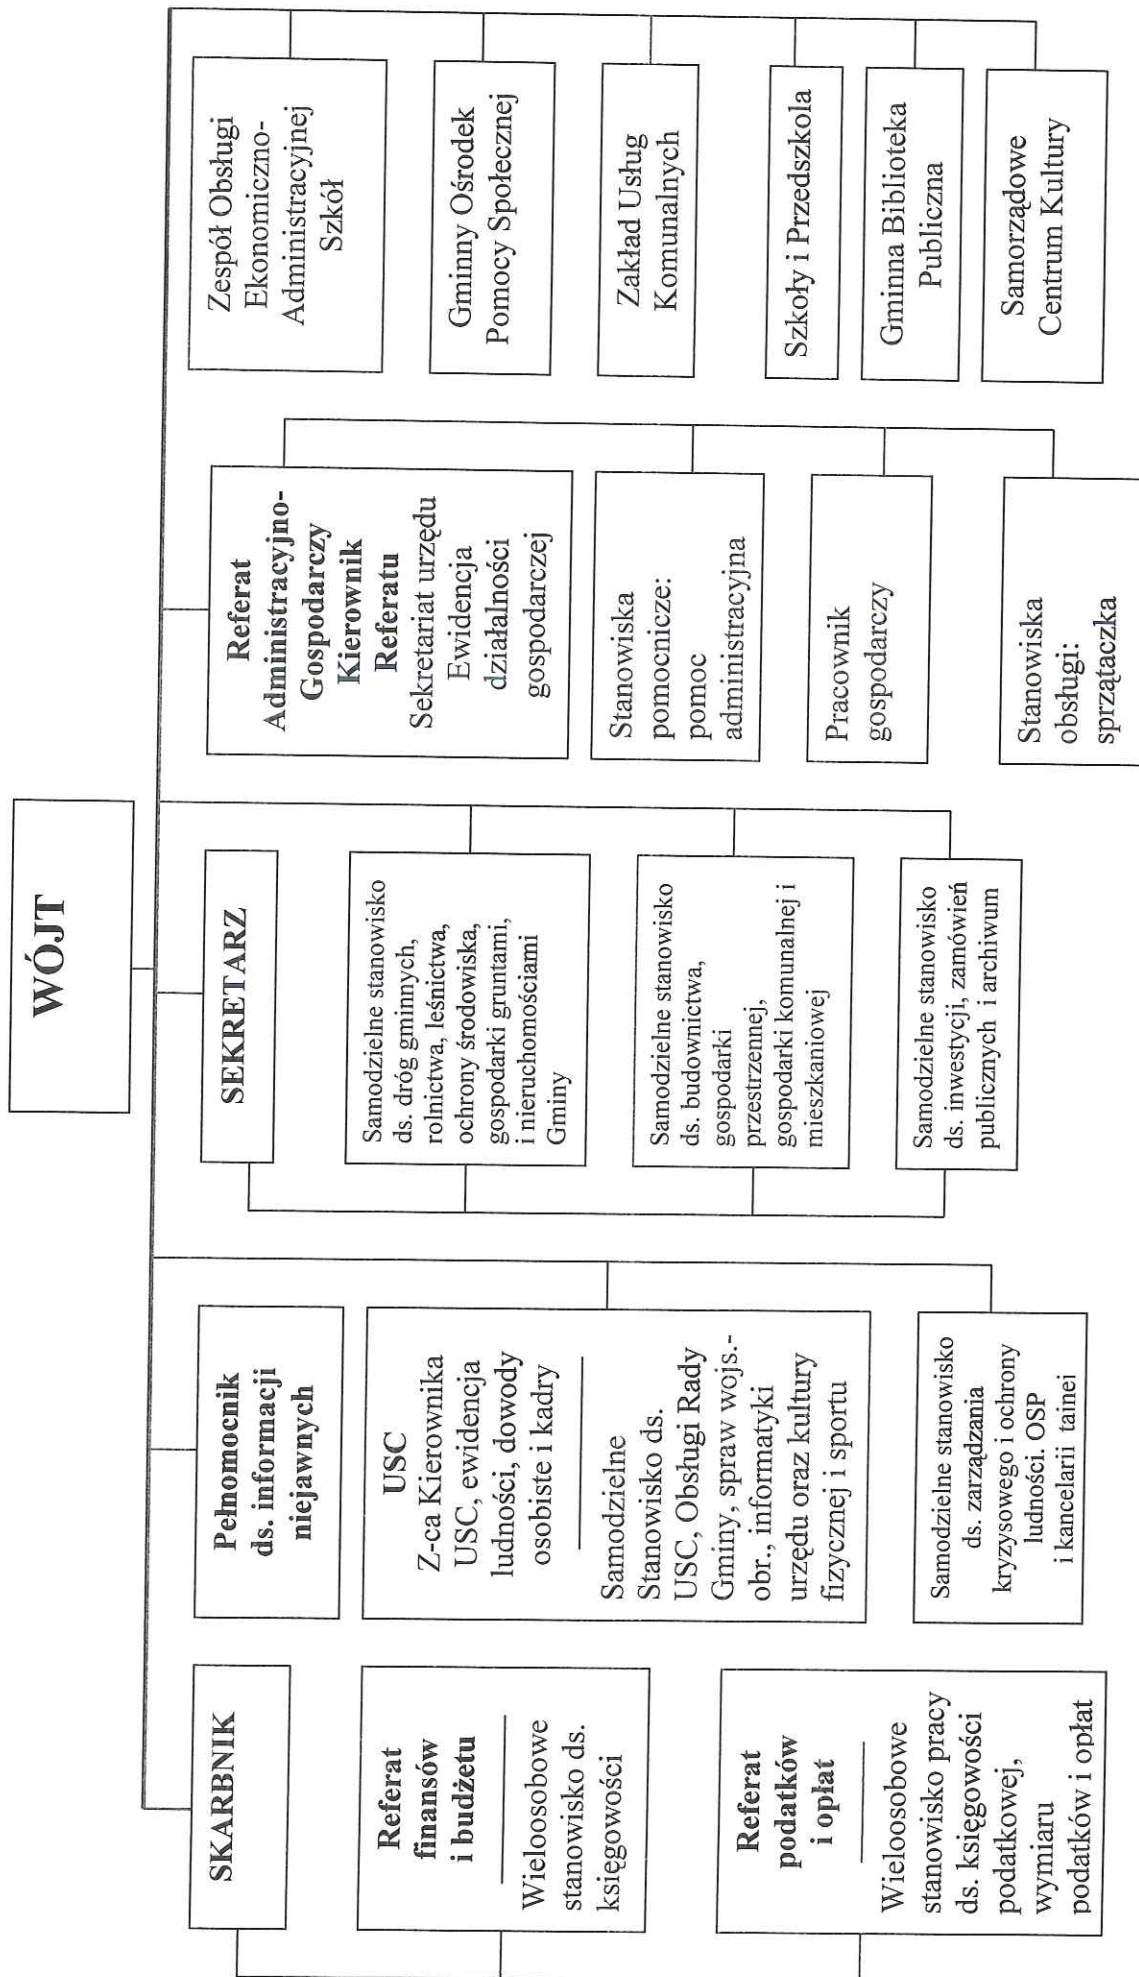 WÓJT
SKARBNIK
Referat
finansów
i budżetu
Wieloosobowe
stanowisko ds.
księgowości
Referat
podatków
i opłat
Wieloosobowe
stanowisko pracy
ds. księgowości
podatkowej,
wymiaru
podatków i opłat
Pełnomocnik
ds. informacji
niejawnych
USC
Z-ca Kierownika
USC, ewidencja
ludności, dowody
osobiste i kadry
Samodzielne
Stanowisko ds.
USC, Obsługi Rady
Gminy, spraw wojs.-
obr., informatyki
urzędu oraz kultury
fizycznej i sportu
Samodzielne stanowisko
ds. zarządzania
kryzysowego i ochrony
ludności. OSP
i kancelarii tajnej
SEKRETARZ
Samodzielne stanowisko
ds. dróg gminnych,
rolnictwa, leśnictwa,
ochrony środowiska,
gospodarki gruntami,
i nieruchomościami
Gminy
Samodzielne stanowisko
ds. budownictwa,
gospodarki
przestrzennej,
gospodarki komunalnej i
mieszkaniowej
Samodzielne stanowisko
ds. inwestycji, zamówień
publicznych i archiwum
Referat
Administracyjno-
Gospodarczy
Kierownik
Referatu
Sekretariat urzędu
Ewidencja
działalności
gospodarczej
Stanowiska
pomocnicze:
pomoc
administracyjna
Pracownik
gospodarczy
Stanowiska
obsługi:
sprzątaczka
Zespół Obsługi
Ekonomiczno-
Administracyjnej
Szkół
Gminny Ośrodek
Pomocy Społecznej
Zakład Usług
Komunalnych
Szkoły i Przedszkola
Gminna Biblioteka
Publiczna
Samorządowe
Centrum Kultury